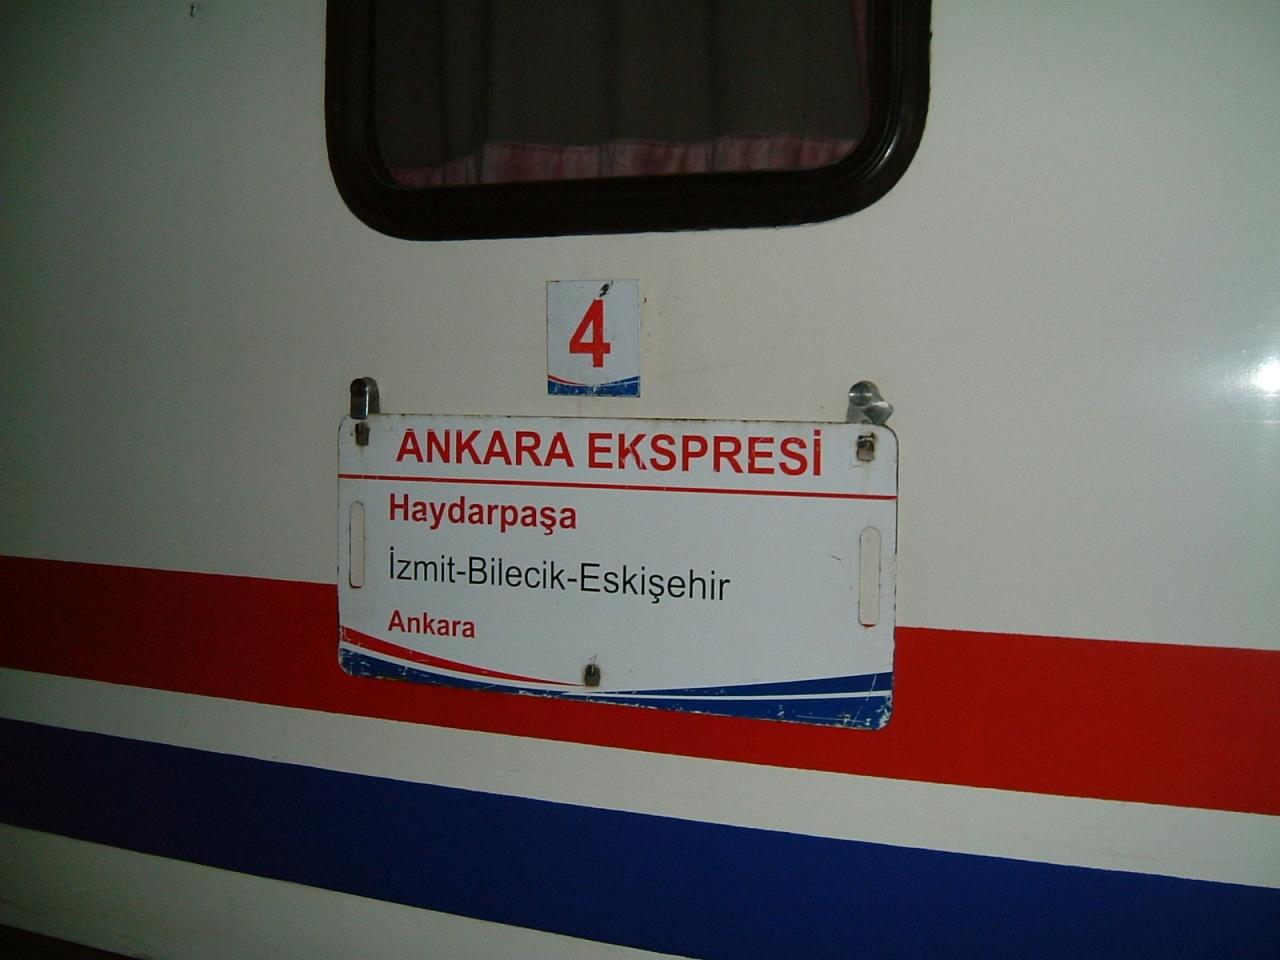 4
ANKARA EKSPRESİ
Haydarpaşa
İzmit-Bilecik-Eskişehir
Ankara